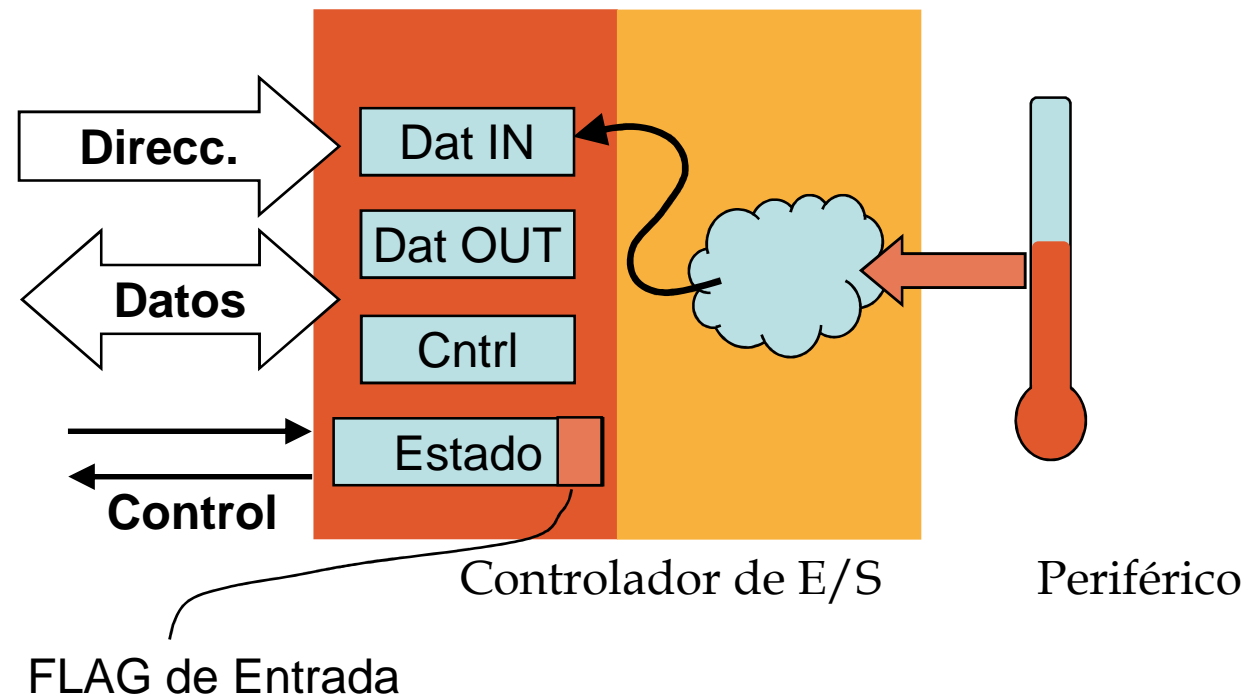 Direcc.
Dat IN
Dat OUT
Datos
Cntrl
Estado
Control
Controlador de E/S
Periférico
FLAG de Entrada